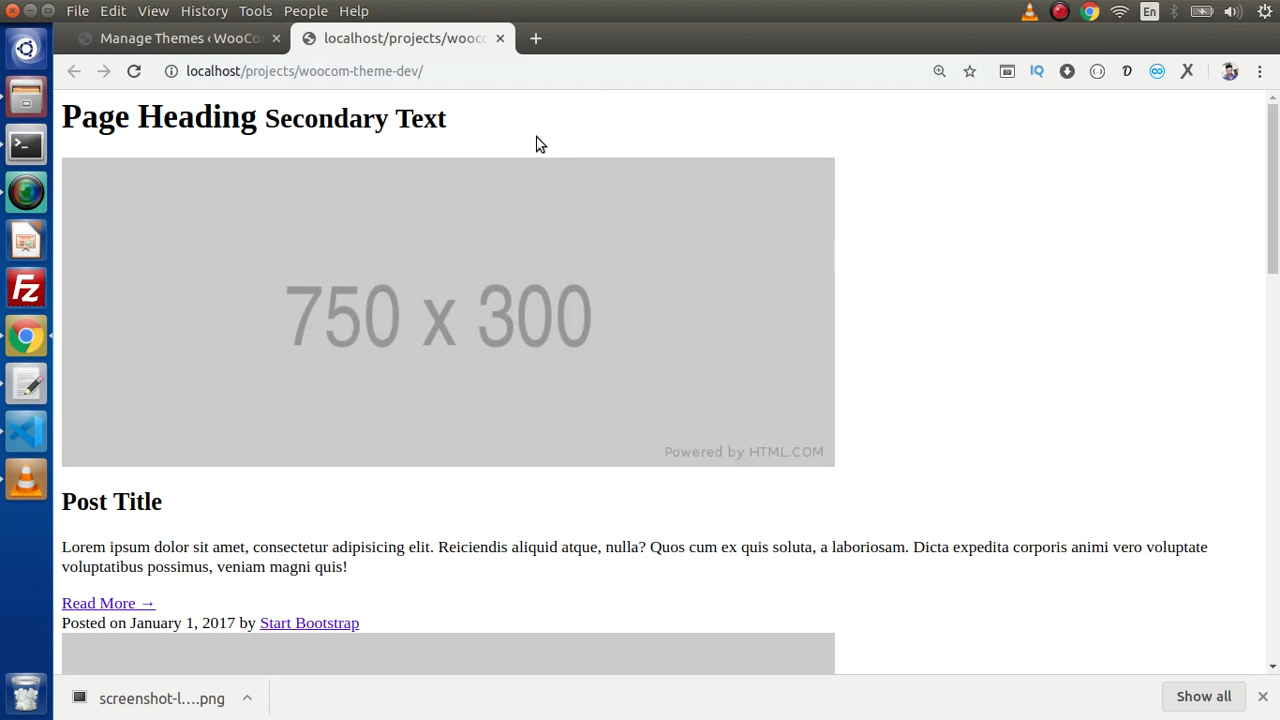 File Edit View History Tools People Help
En
Manage Themes ‹ WooCo
localhost/projects/wooco
localhost/projects/woocom-theme-dev/
IQ
D
X
Page Heading Secondary Text
750 x 300
Powered by HTML.COM
Fz
Post Title
Lorem ipsum dolor sit amet, consectetur adipisicing elit. Reiciendis aliquid atque, nulla? Quos cum ex quis soluta, a laboriosam. Dicta expedita corporis animi vero voluptate
voluptatibus possimus, veniam magni quis!
Read More →
Posted on January 1, 2017 by Start Bootstrap
screenshot-l....png
Show all